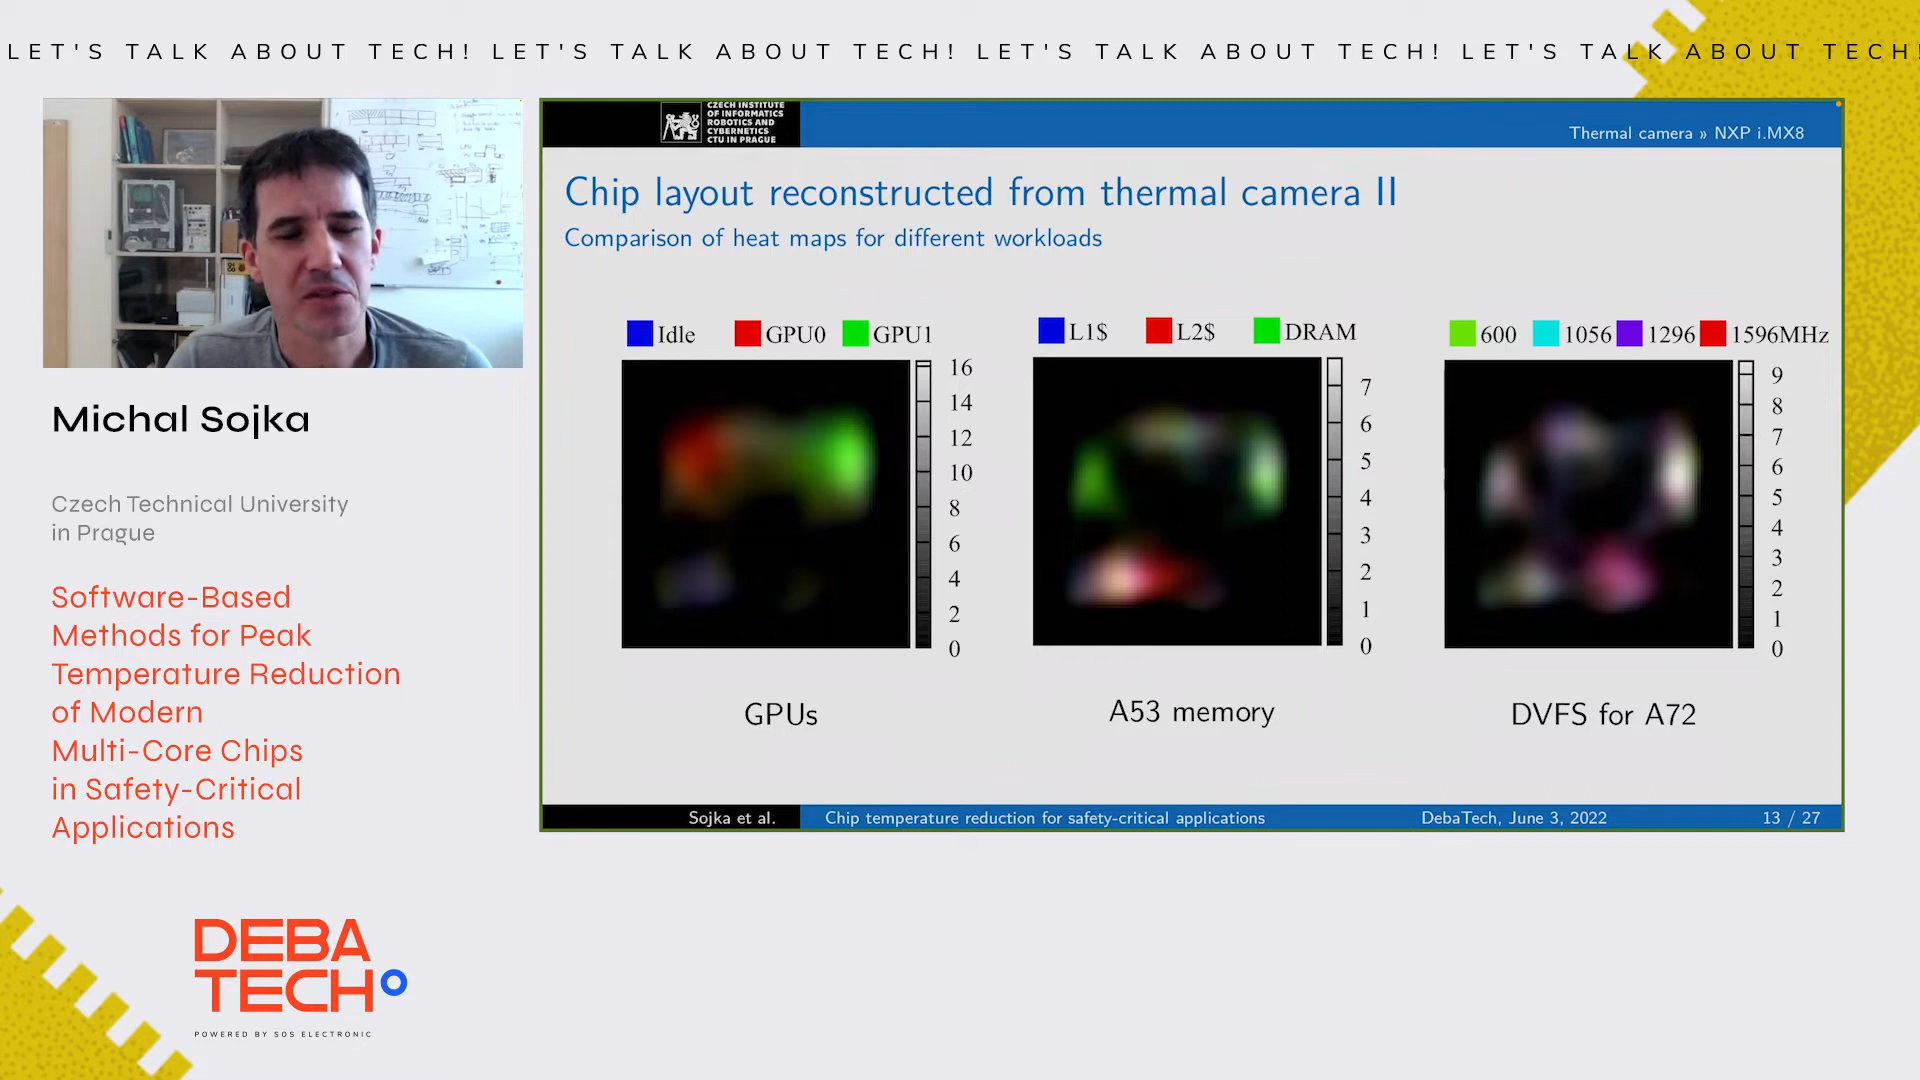 LET'S TALK ABOUT TECH! LET'S TALK ABOUT TECH! LET'S TALK ABOUT TECH! LET'S TALK ABOUT TECH!
Michal Sojka
Czech Technical University
in Prague
Software-Based
Methods for Peak
Temperature Reduction
of Modern
Multi-Core Chips
in Safety-Critical
Applications
DEBA
TECH
POWERED BY SOS ELECTRONIC
CZECH INSTITUTE
OF INFORMATICS
ROBOTICS AND
CYBERNETICS
CTU IN PRAGUE
Thermal camera » NXP i.MX8
Chip layout reconstructed from thermal camera II
Comparison of heat maps for different workloads
Idle GPU0 GPU1
16
14
12
10
8
6
4
2
0
GPUs
L1$ L2$ DRAM
7
6
5
4
3
2
1
0
A53 memory
600 1056 1296 1596MHz
9
8
7
6
5
4
3
2
1
0
DVFS for A72
Sojka et al. Chip temperature reduction for safety-critical applications DebaTech, June 3, 2022 13 / 27